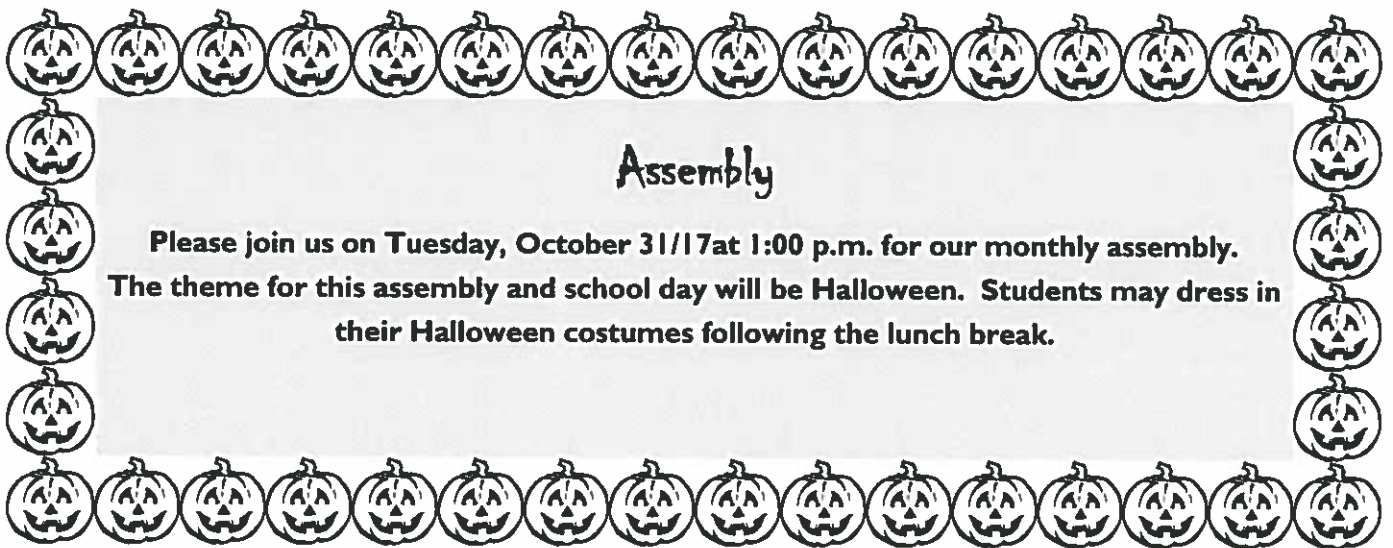 Assembly
Please join us on Tuesday, October 31/17at 1:00 p.m. for our monthly assembly.
The theme for this assembly and school day will be Halloween.  Students may dress in
their Halloween costumes following the lunch break.